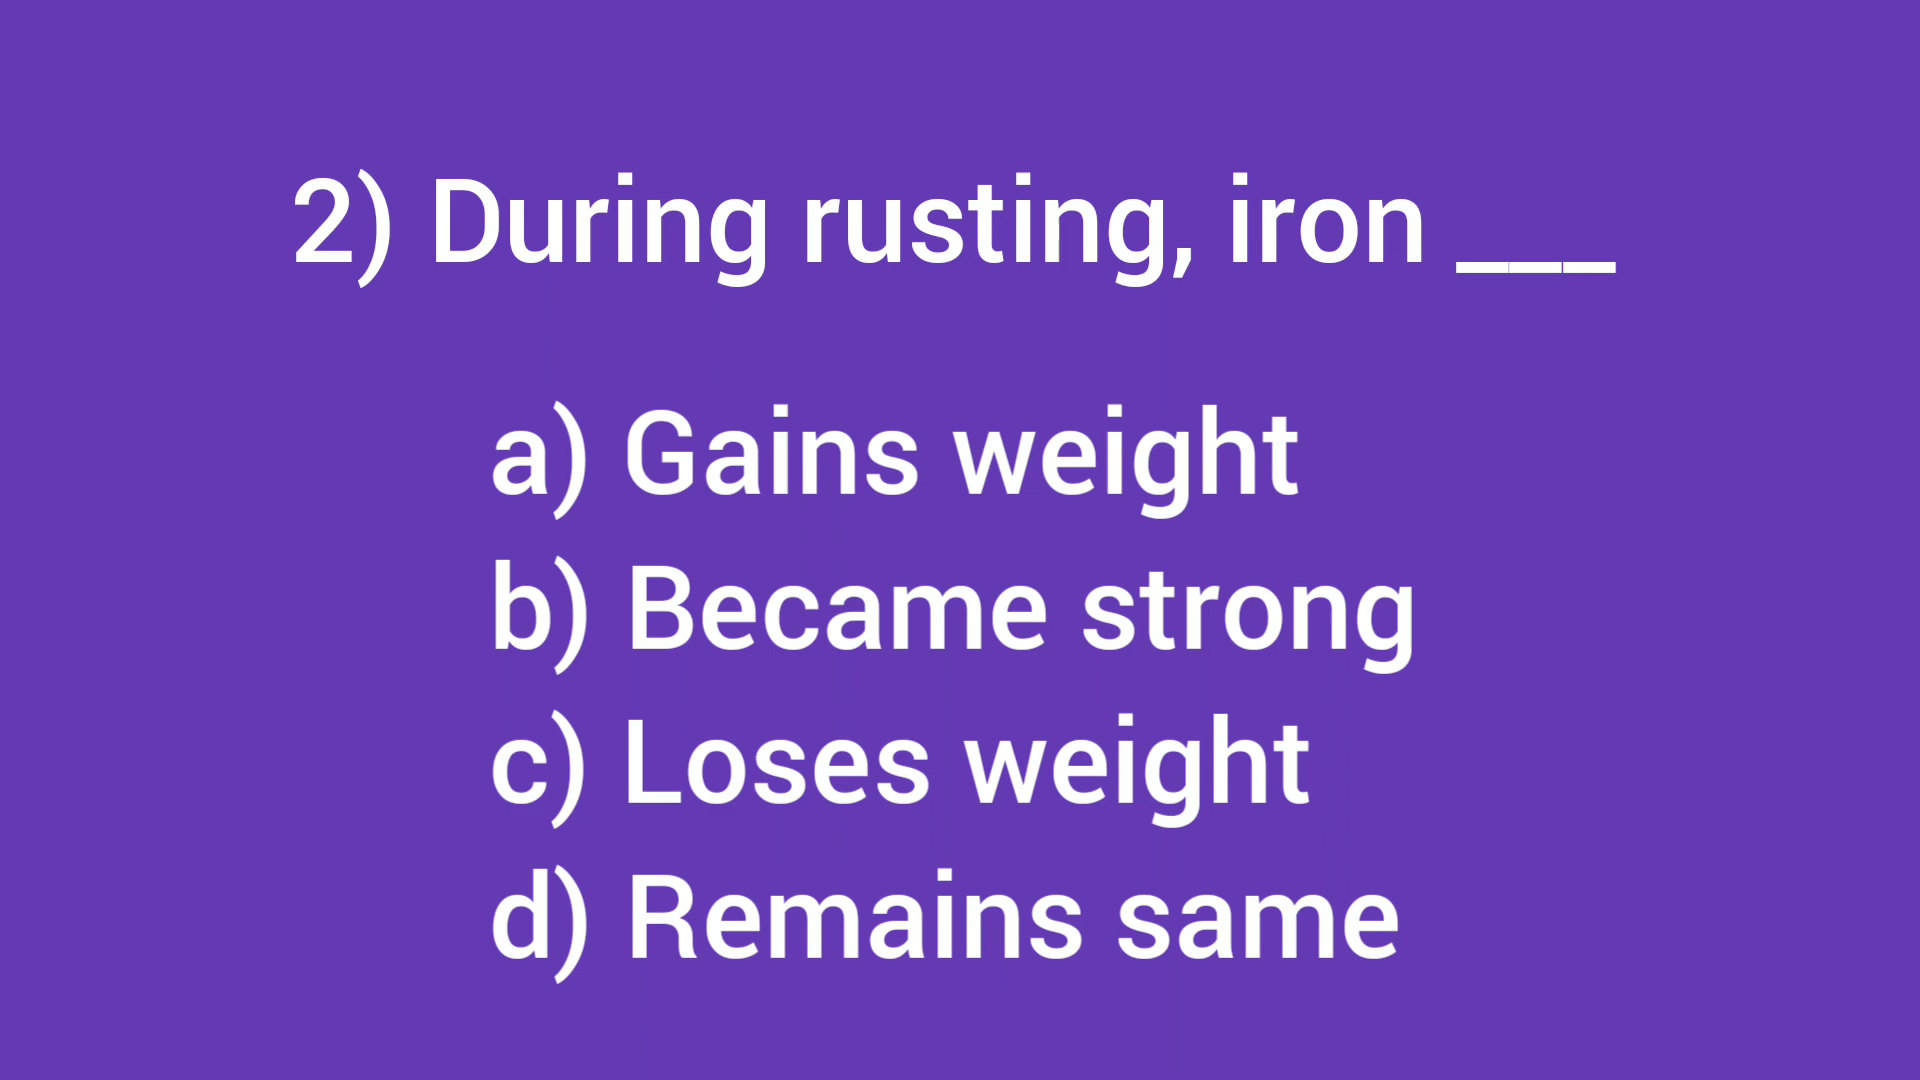 2) During rusting, iron ___
a) Gains weight
b) Became strong
c) Loses weight
d) Remains same